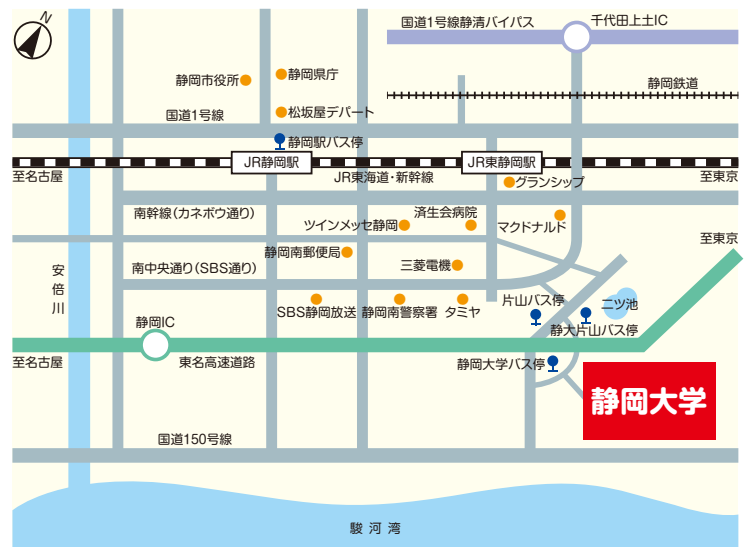 N
国道1号線静清バイパス
千代田上土IC
静岡県庁
静岡市役所
静岡鉄道
松坂屋デパート
国道1号線
静岡駅バス停
JR静岡駅
JR東静岡駅
至名古屋
JR東海道・新幹線
グランシップ
至東京
南幹線（カネボウ通り）
済生会病院
ツインメッセ静岡
マクドナルド
至東京
静岡南郵便局
三菱電機
南中央通り（SBS通り）
安倍川
片山バス停
二ツ池
SBS静岡放送
静岡南警察署
タミヤ
静岡IC
静大片山バス停
至名古屋
東名高速道路
静岡大学バス停
静岡大学
国道150号線
駿河湾